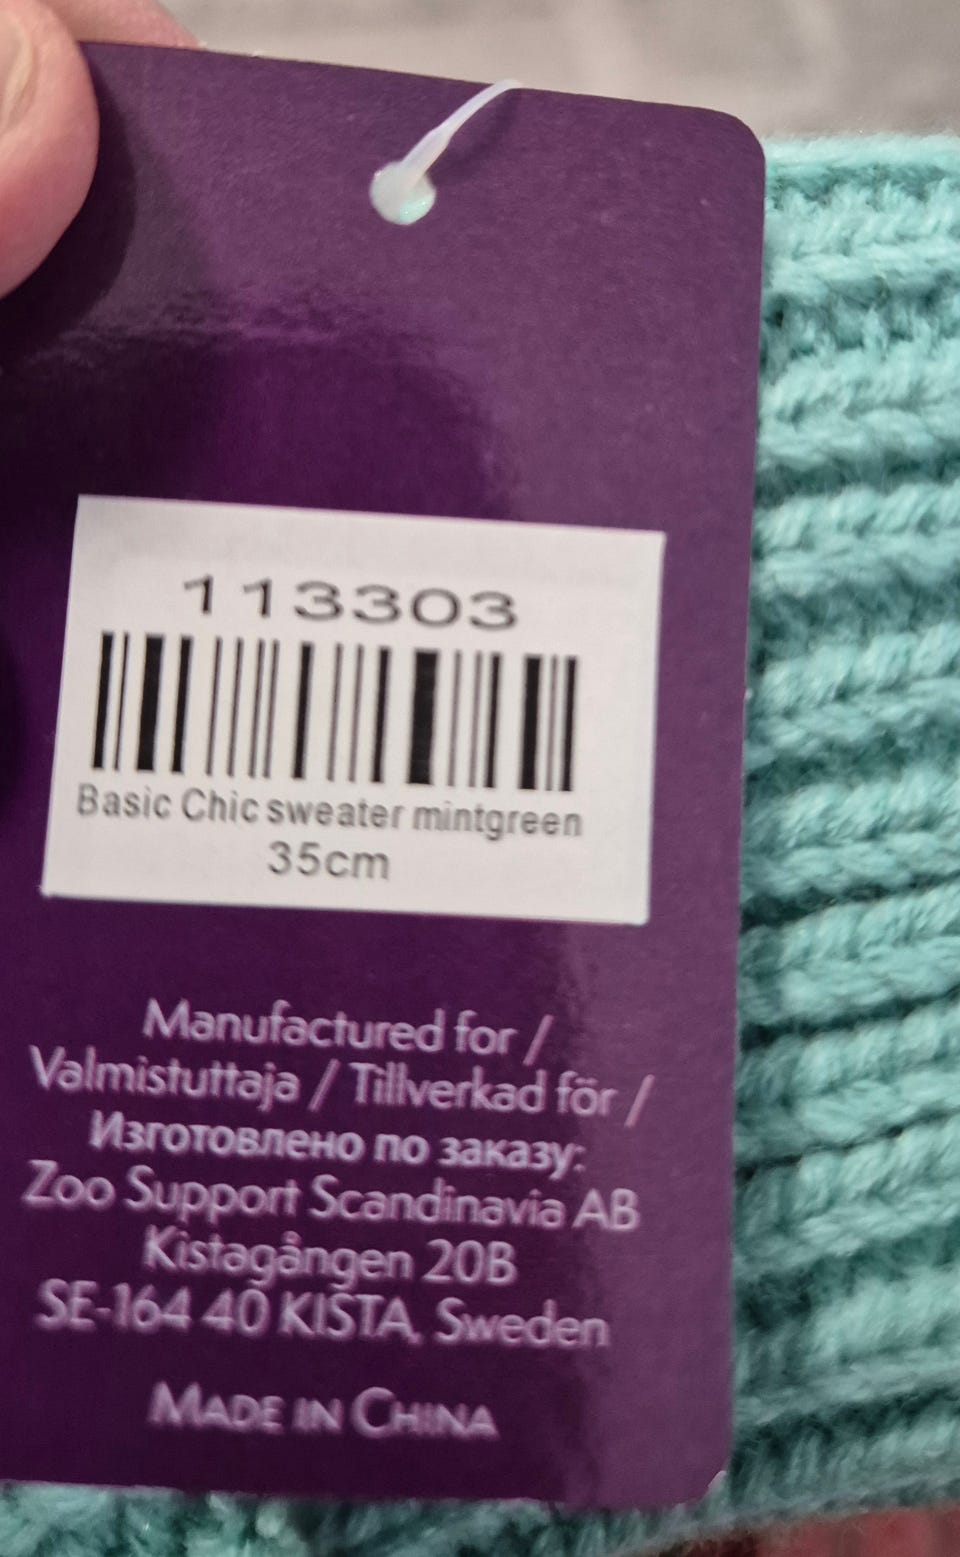 113303
Basic Chic sweater mintgreen
35cm
Manufactured for /
Valmistuttaja / Tillverkad för /
Изготовлено по заказу:
Zoo Support Scandinavia AB
Kistagången 20B
SE-164 40 KISTA, Sweden
MADE IN CHINA